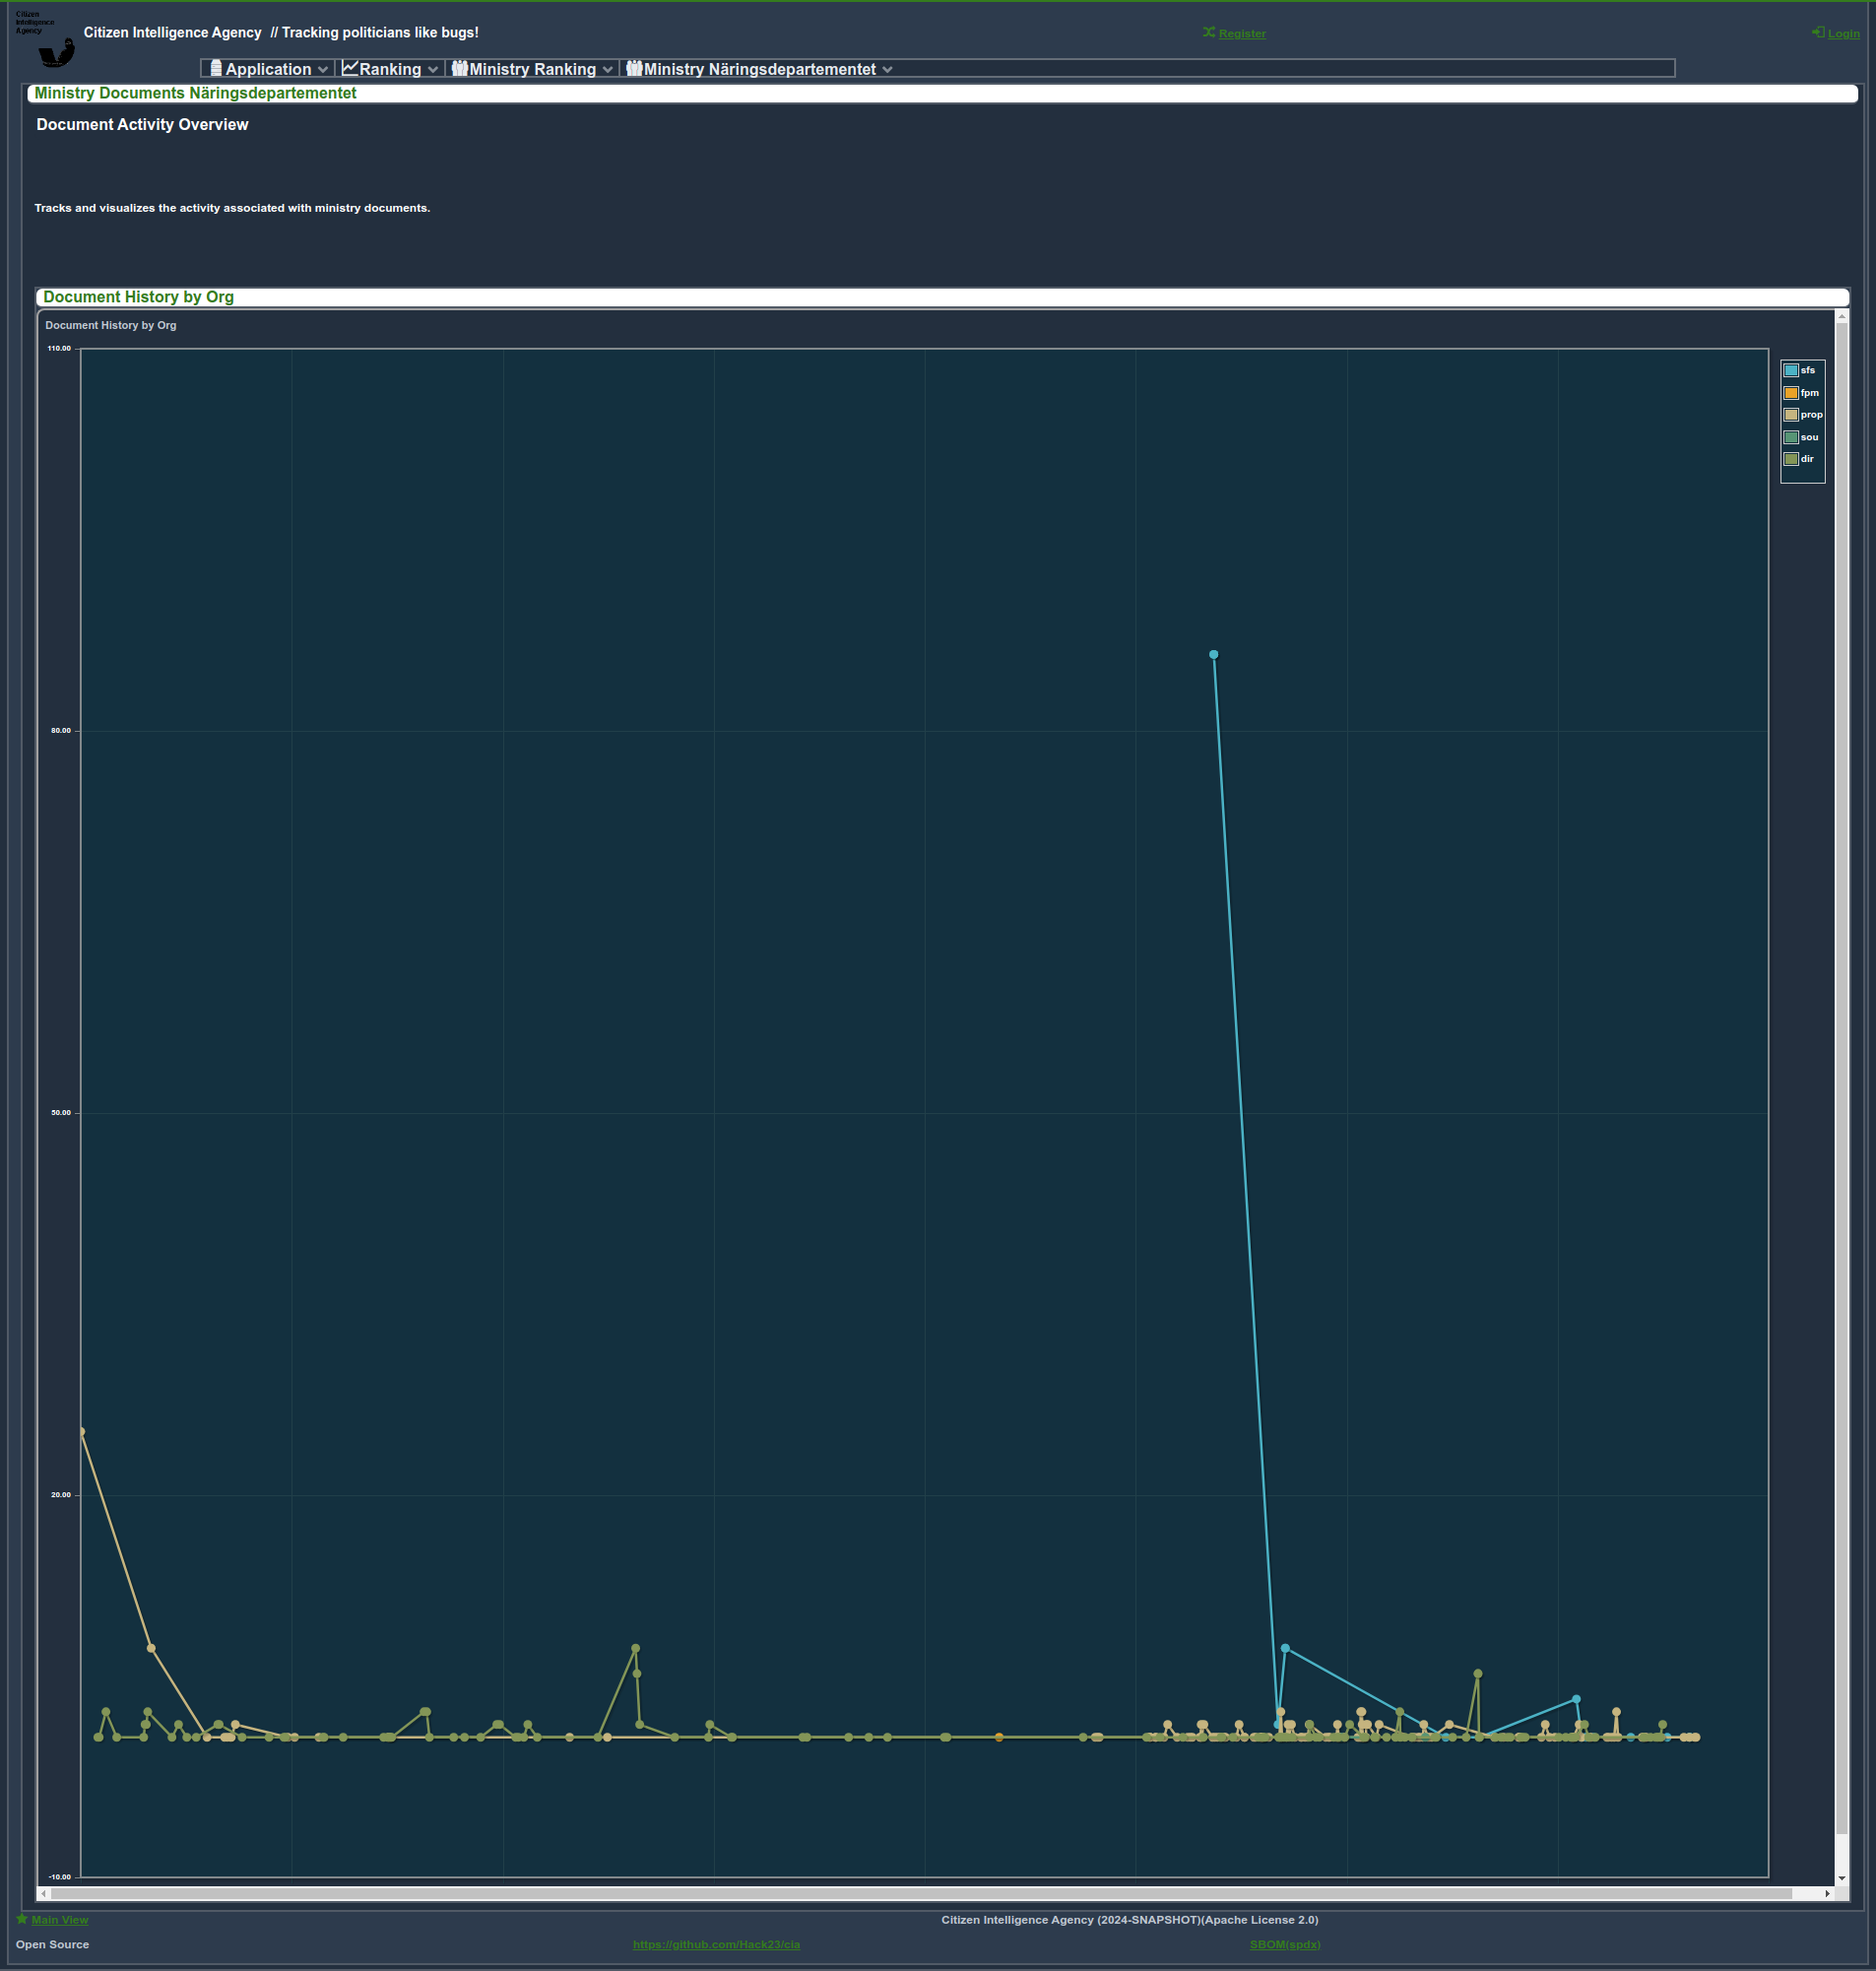 Citizen
Intelligence
Agency
Citizen Intelligence Agency // Tracking politicians like bugs!
Register
Login
Application
Ranking
Ministry Ranking
Ministry Näringsdepartementet
Ministry Documents Näringsdepartementet
Document Activity Overview
Tracks and visualizes the activity associated with ministry documents.
Document History by Org
Document History by Org
110.00
80.00
50.00
20.00
-10.00
sfs
fpm
prop
sou
dir
Main View
Citizen Intelligence Agency (2024-SNAPSHOT)(Apache License 2.0)
Open Source
https://github.com/Hack23/cia
SBOM(spdx)